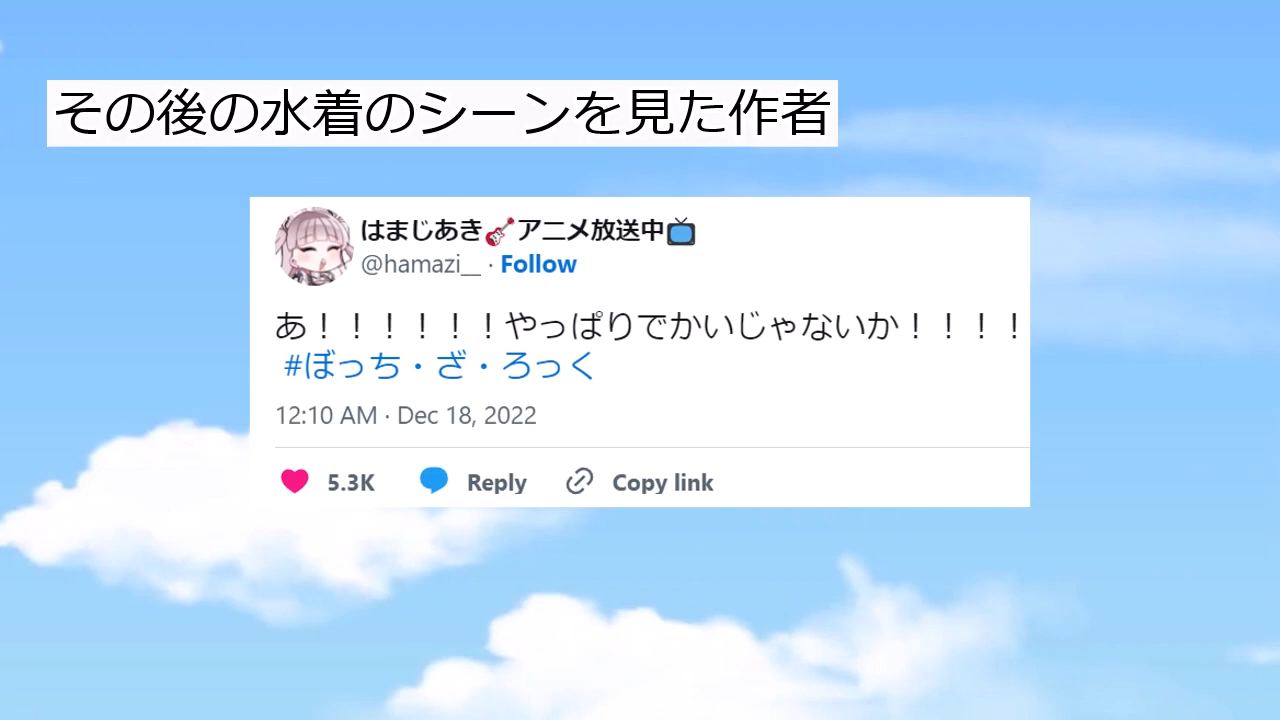 その後の水着のシーンを見た作者
はまじあき🎸アニメ放送中📺
@hamazi__ · Follow
あ！！！！！！やっぱりでかいじゃないか！！！！
#ぼっち・ざ・ろっく
12:10 AM · Dec 18, 2022
5.3K Reply Copy link